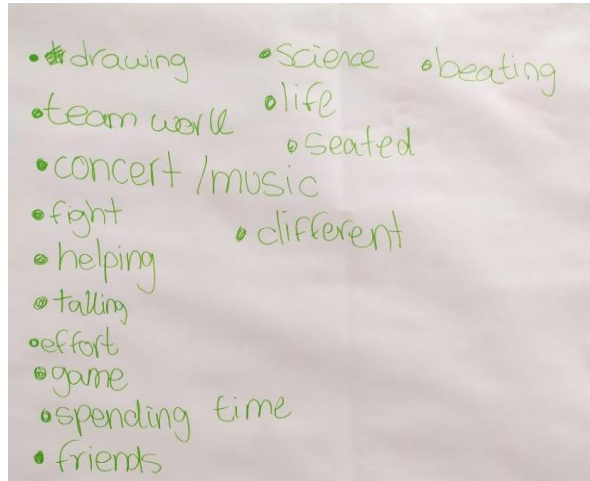 • drawing
• team work
• concert / music
• fight
• helping
• talking
• effort
• game
• spending time
• friends
• science
• life
• seated
• different
• beating